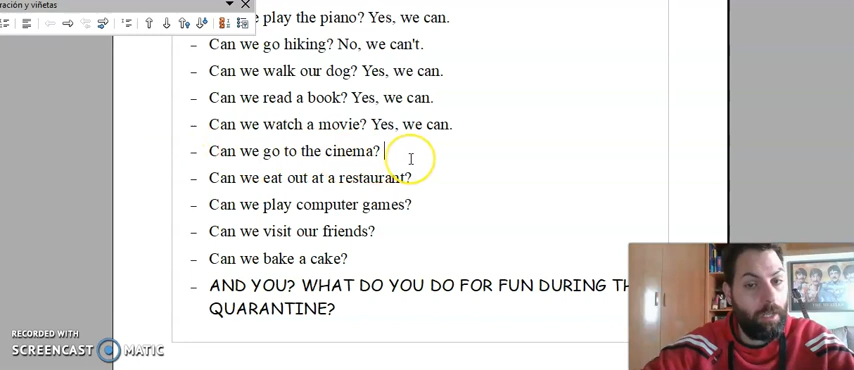 ración y viñetas
play the piano? Yes, we can.
– Can we go hiking? No, we can't.
– Can we walk our dog? Yes, we can.
– Can we read a book? Yes, we can.
– Can we watch a movie? Yes, we can.
– Can we go to the cinema?
– Can we eat out at a restaurant?
– Can we play computer games?
– Can we visit our friends?
– Can we bake a cake?
– AND YOU? WHAT DO YOU DO FOR FUN DURING TH
QUARANTINE?
RECORDED WITH
SCREENCAST MATIC